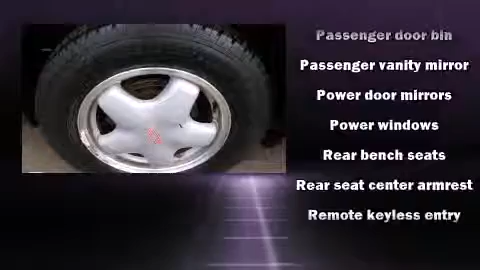 Passenger door bin
Passenger vanity mirror
Power door mirrors
Power windows
Rear bench seats
Rear seat center armrest
Remote keyless entry